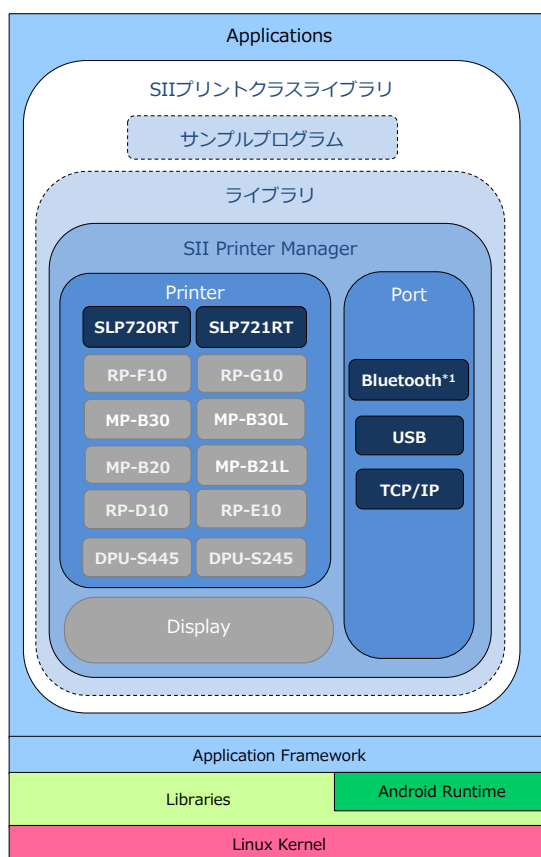 Applications
SIIプリントクラスライブラリ
サンプルプログラム
ライブラリ
SII Printer Manager
Printer
SLP720RT SLP721RT
RP-F10 RP-G10
MP-B30 MP-B30L
MP-B20 MP-B21L
RP-D10 RP-E10
DPU-S445 DPU-S245
Display
Port
Bluetooth*1
USB
TCP/IP
Application Framework
Libraries
Android Runtime
Linux Kernel